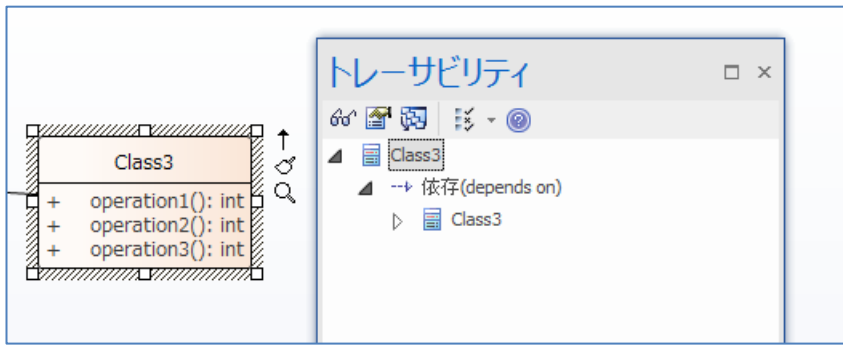 Class3
+ operation1(): int
+ operation2(): int
+ operation3(): int
トレーサビリティ
Class3
依存(depends on)
Class3